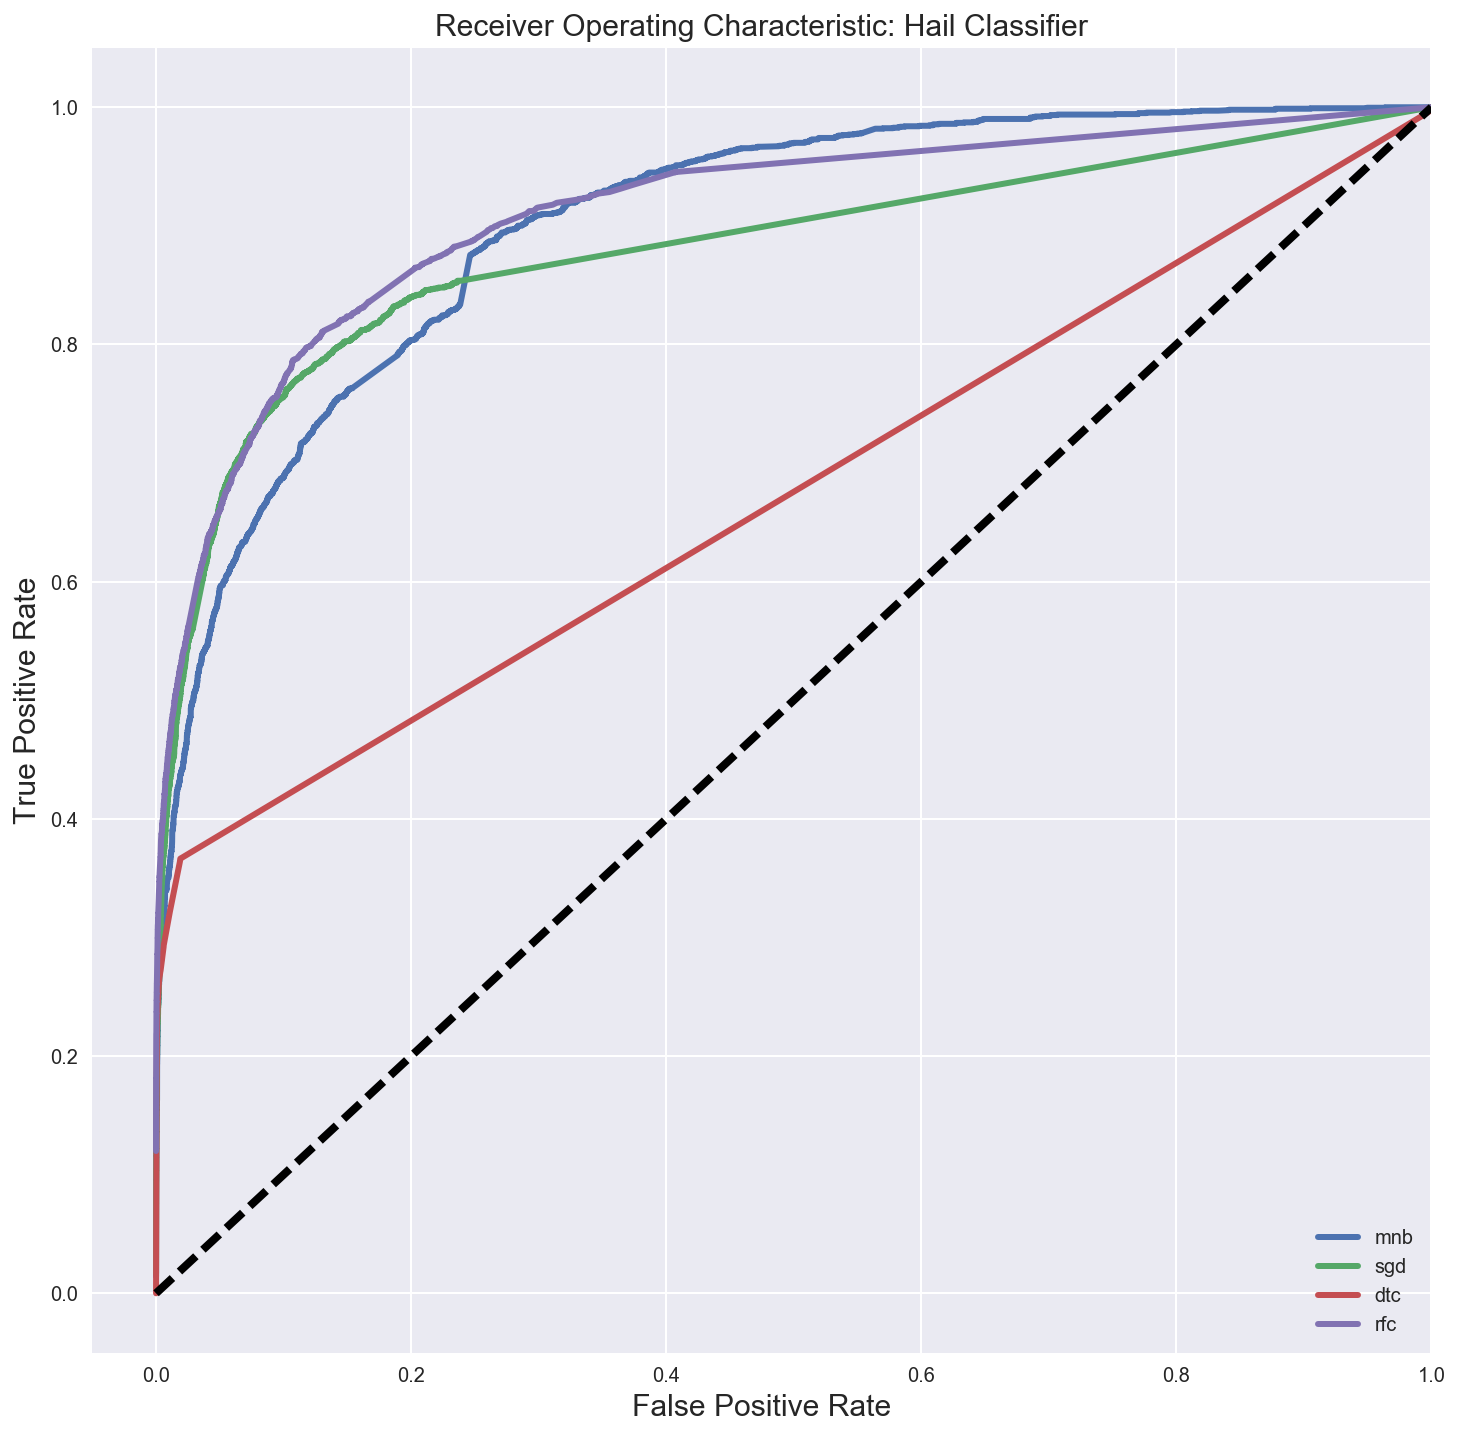 Receiver Operating Characteristic: Hail Classifier
1.0
0.8
0.6
0.4
0.2
0.0
True Positive Rate
mnb
sgd
dtc
rfc
0.0 0.2 0.4 0.6 0.8 1.0
False Positive Rate